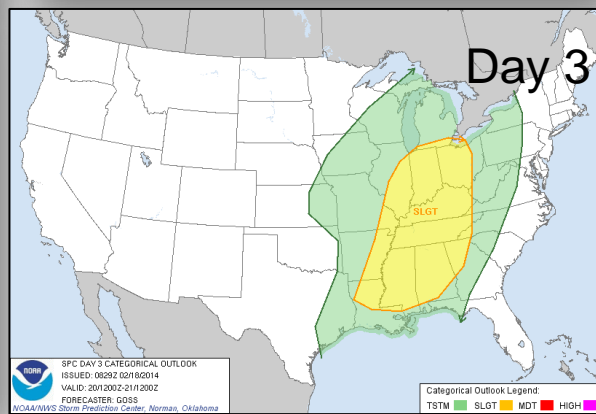 Day 3
SLGT
NOAA
SPC DAY 3 CATEGORICAL OUTLOOK
ISSUED: 0829Z 02/18/2014
VALID: 20/1200Z-21/1200Z
FORECASTER: GOSS
NOAA/NWS Storm Prediction Center, Norman, Oklahoma
Categorical Outlook Legend:
TSTM SLGT MDT HIGH